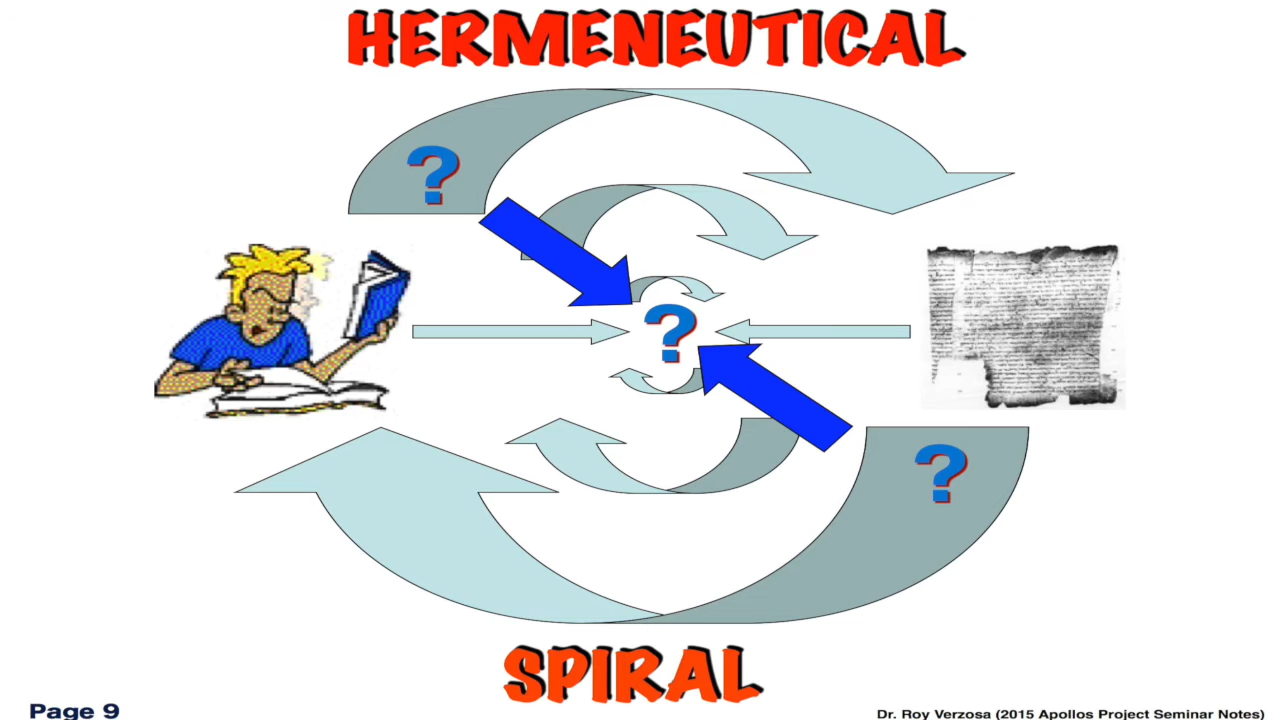 HERMENEUTICAL
?
?
?
SPIRAL
Page 9
Dr. Roy Verzosa (2015 Apollos Project Seminar Notes)